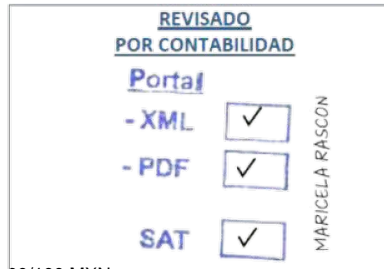 REVISADO
POR CONTABILIDAD
Portal
- XML ✓
- PDF ✓
SAT ✓
MARICELA RASCON